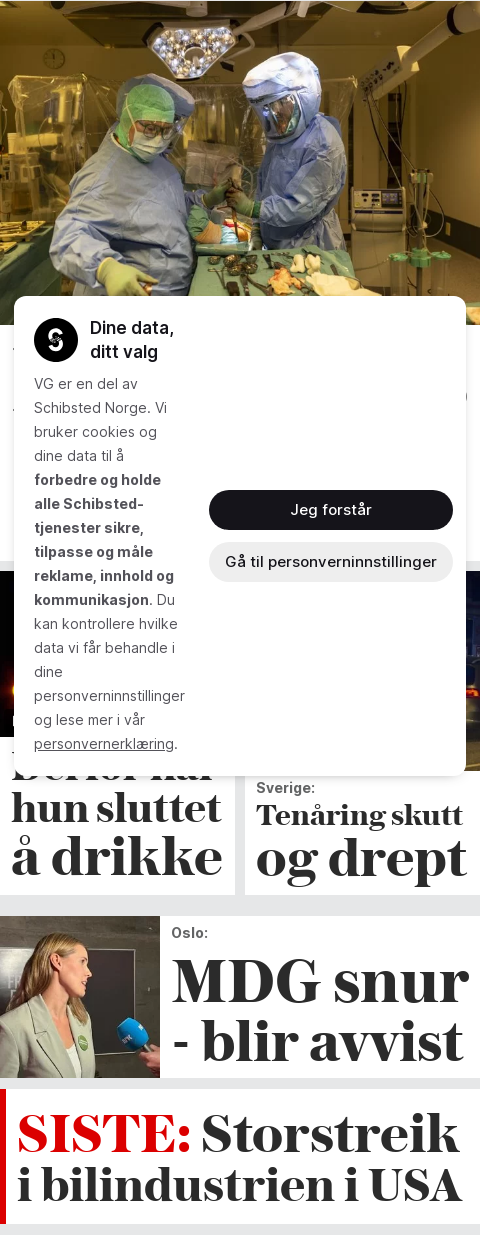 Dine data,
ditt valg
VG er en del av
Schibsted Norge. Vi
bruker cookies og
dine data til å
forbedre og holde
alle Schibsted-
tjenester sikre,
tilpasse og måle
reklame, innhold og
kommunikasjon. Du
kan kontrollere hvilke
data vi får behandle i
dine
personverninnstillinger
og lese mer i vår
personvernerklæring.
Jeg forstår
Gå til personverninnstillinger
hun sluttet
å drikke
Sverige:
Tenåring skutt
og drept
Oslo:
MDG snur
- blir avvist
SISTE: Storstreik
i bilindustrien i USA